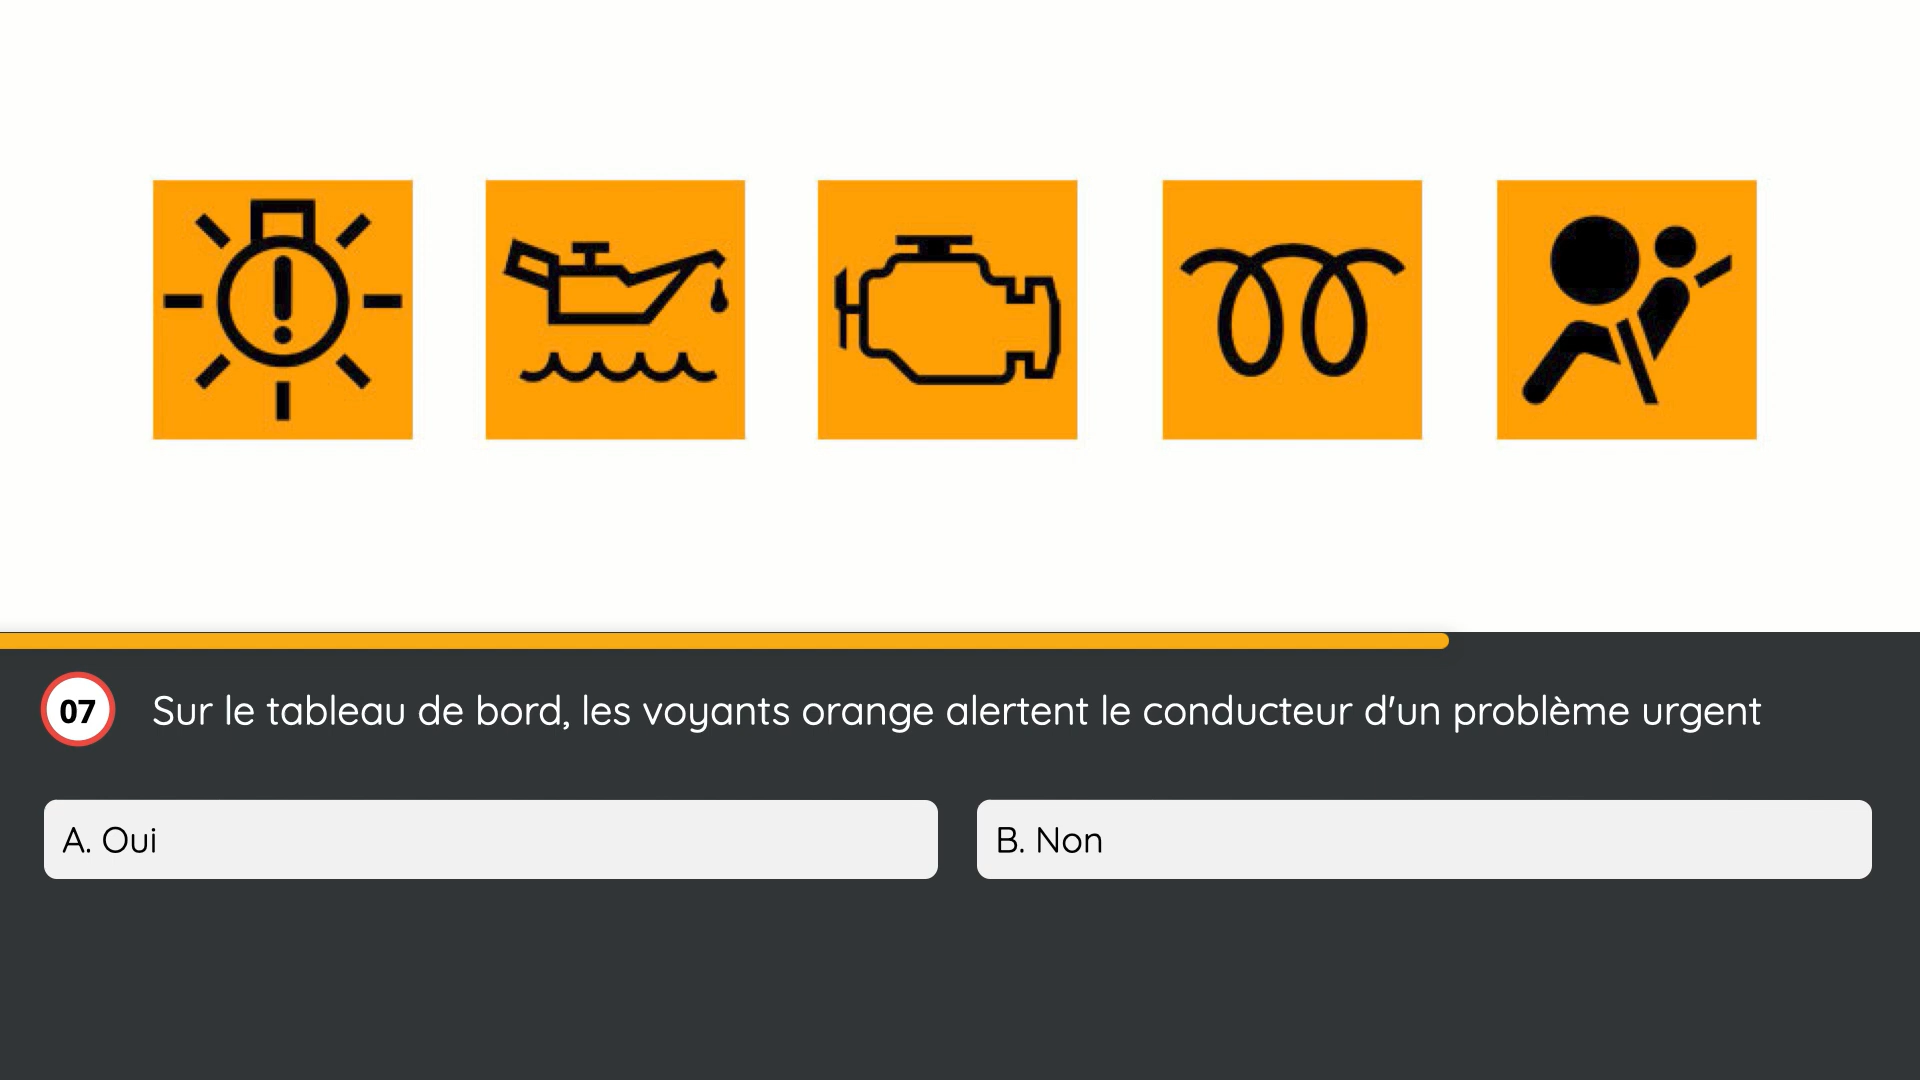 07
Sur le tableau de bord, les voyants orange alertent le conducteur d'un problème urgent
A. Oui
B. Non